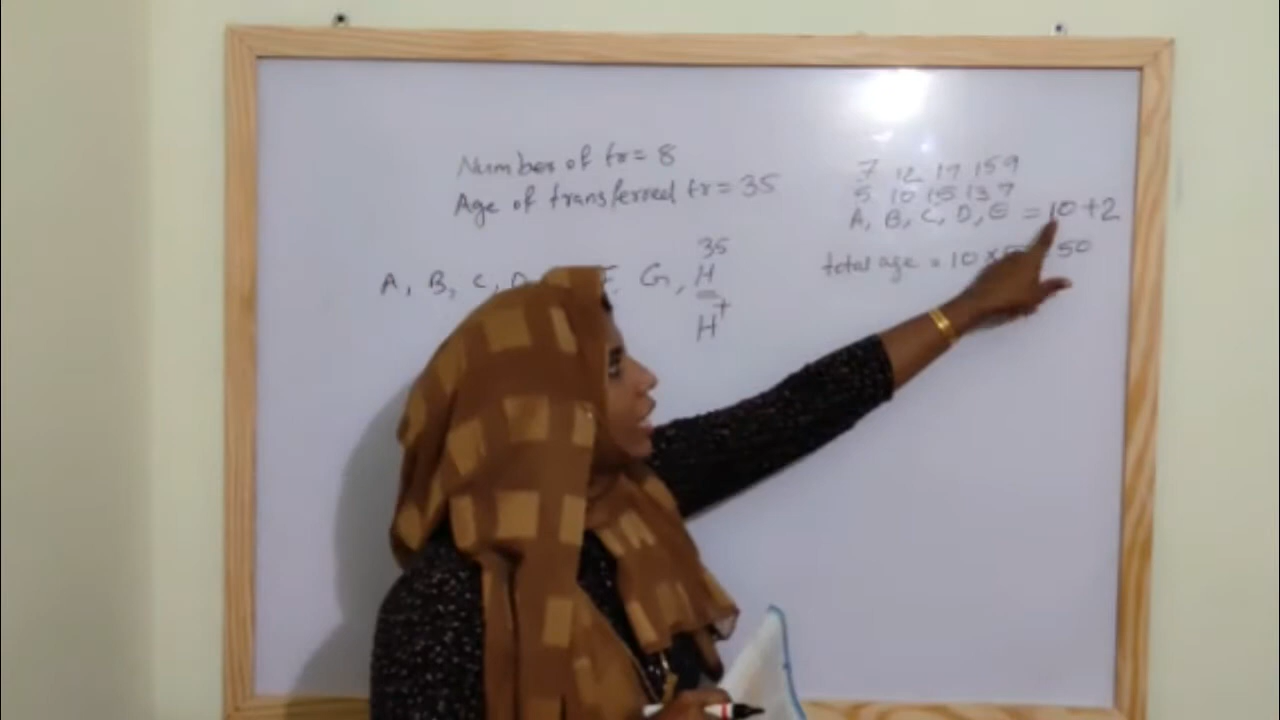 Number of tr = 8
Age of transferred tr = 35
35
A, B, C, D F, G, H
H+
7 12 17 15 9
5 10 15 13 7
A, B, C, D, E = 10 + 2
total age = 10 × 50